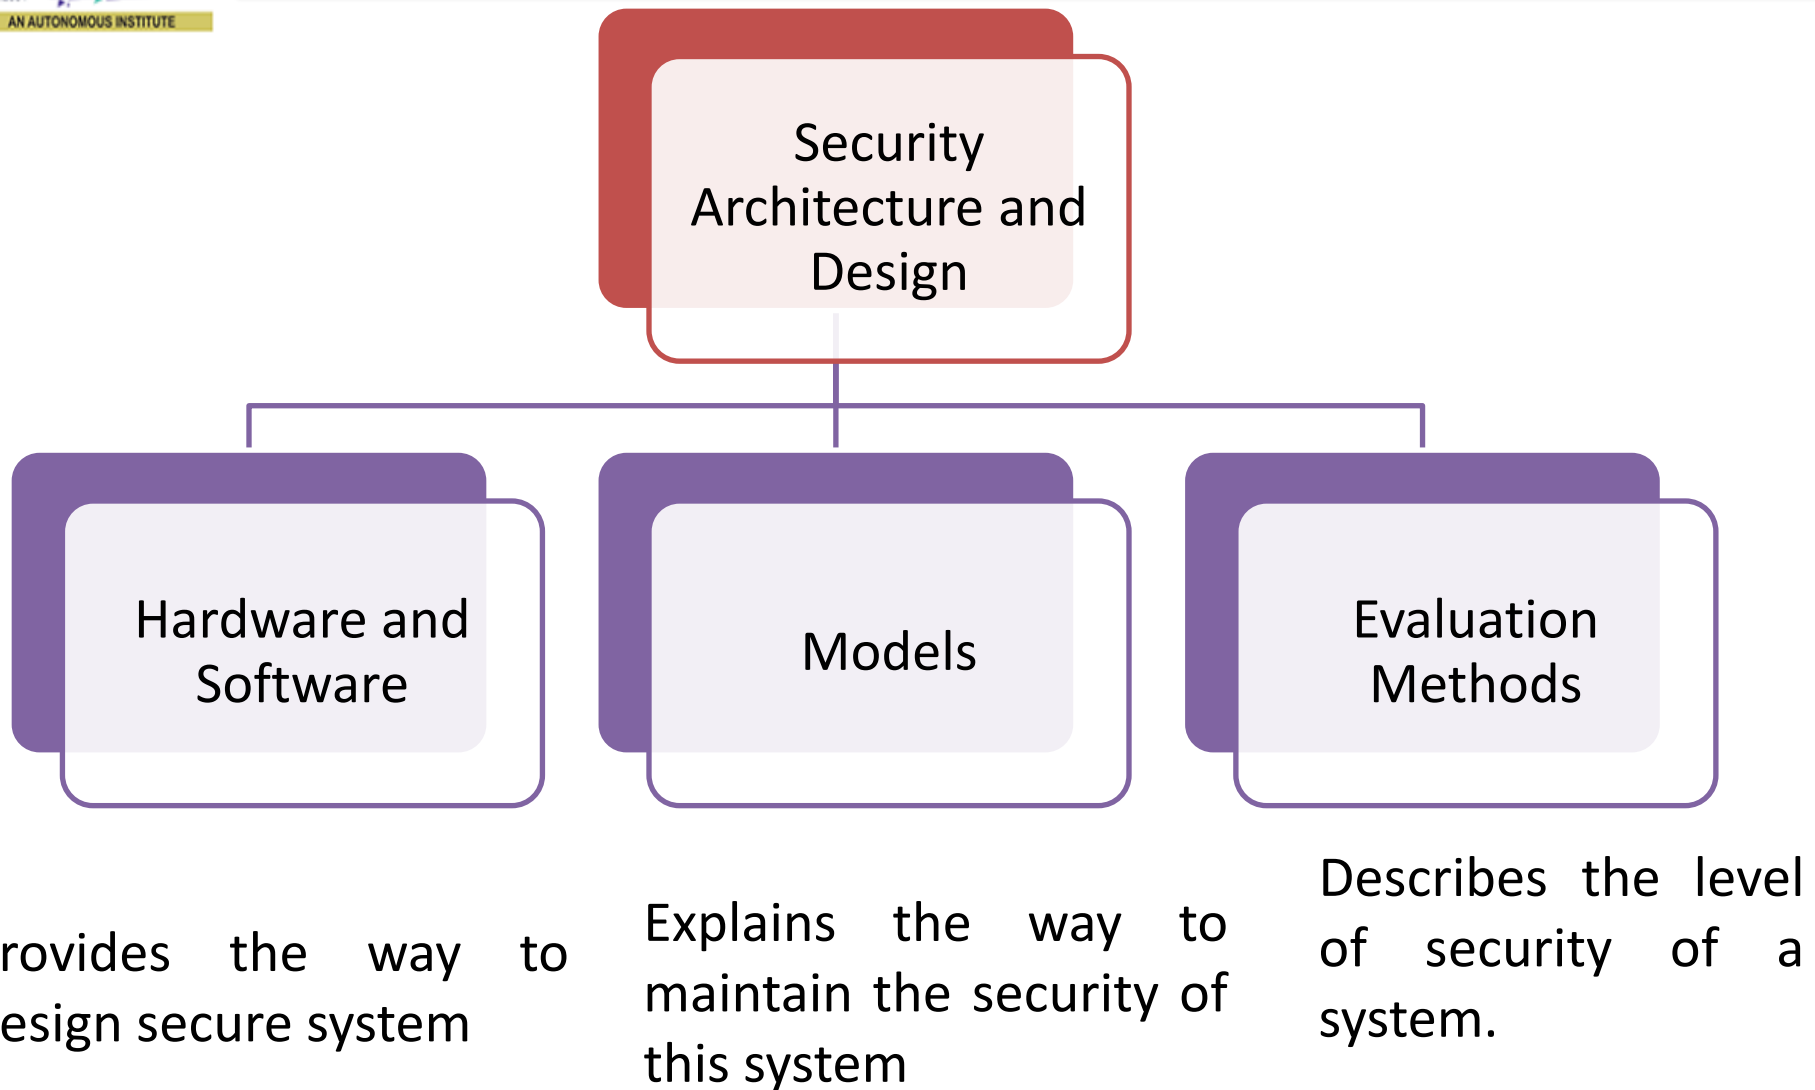 AN AUTONOMOUS INSTITUTE
Security
Architecture and
Design
Hardware and
Software
Models
Evaluation
Methods
rovides the way to
esign secure system
Explains the way to
maintain the security of
this system
Describes the level
of security of a
system.